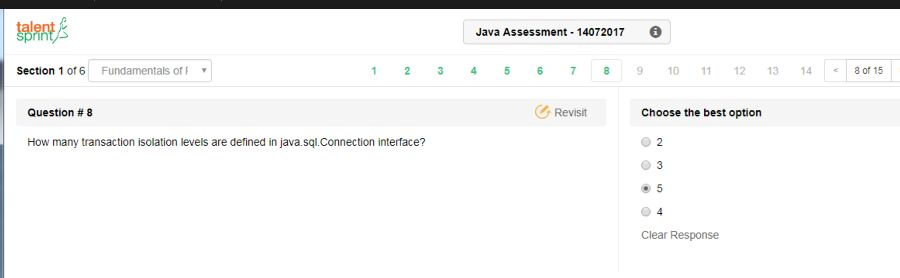 talent
sprint
Java Assessment - 14072017
Section 1 of 6 Fundamentals of F
1 2 3 4 5 6 7 8 9 10 11 12 13 14 < 8 of 15
Question # 8 Revisit
How many transaction isolation levels are defined in java.sql.Connection interface?
Choose the best option
2
3
5
4
Clear Response